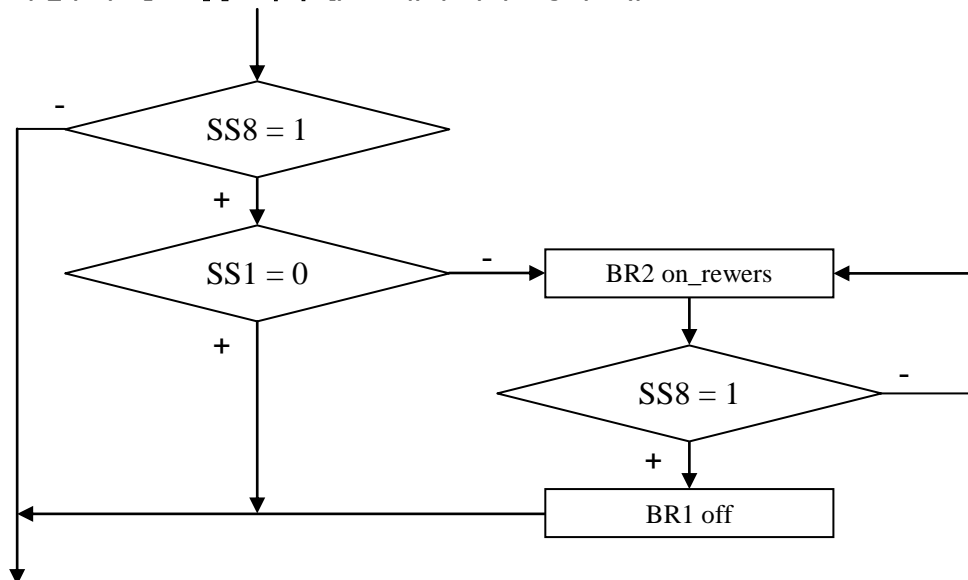 -
SS8 = 1
+
SS1 = 0
-
BR2 on_rewers
+
SS8 = 1
-
+
BR1 off